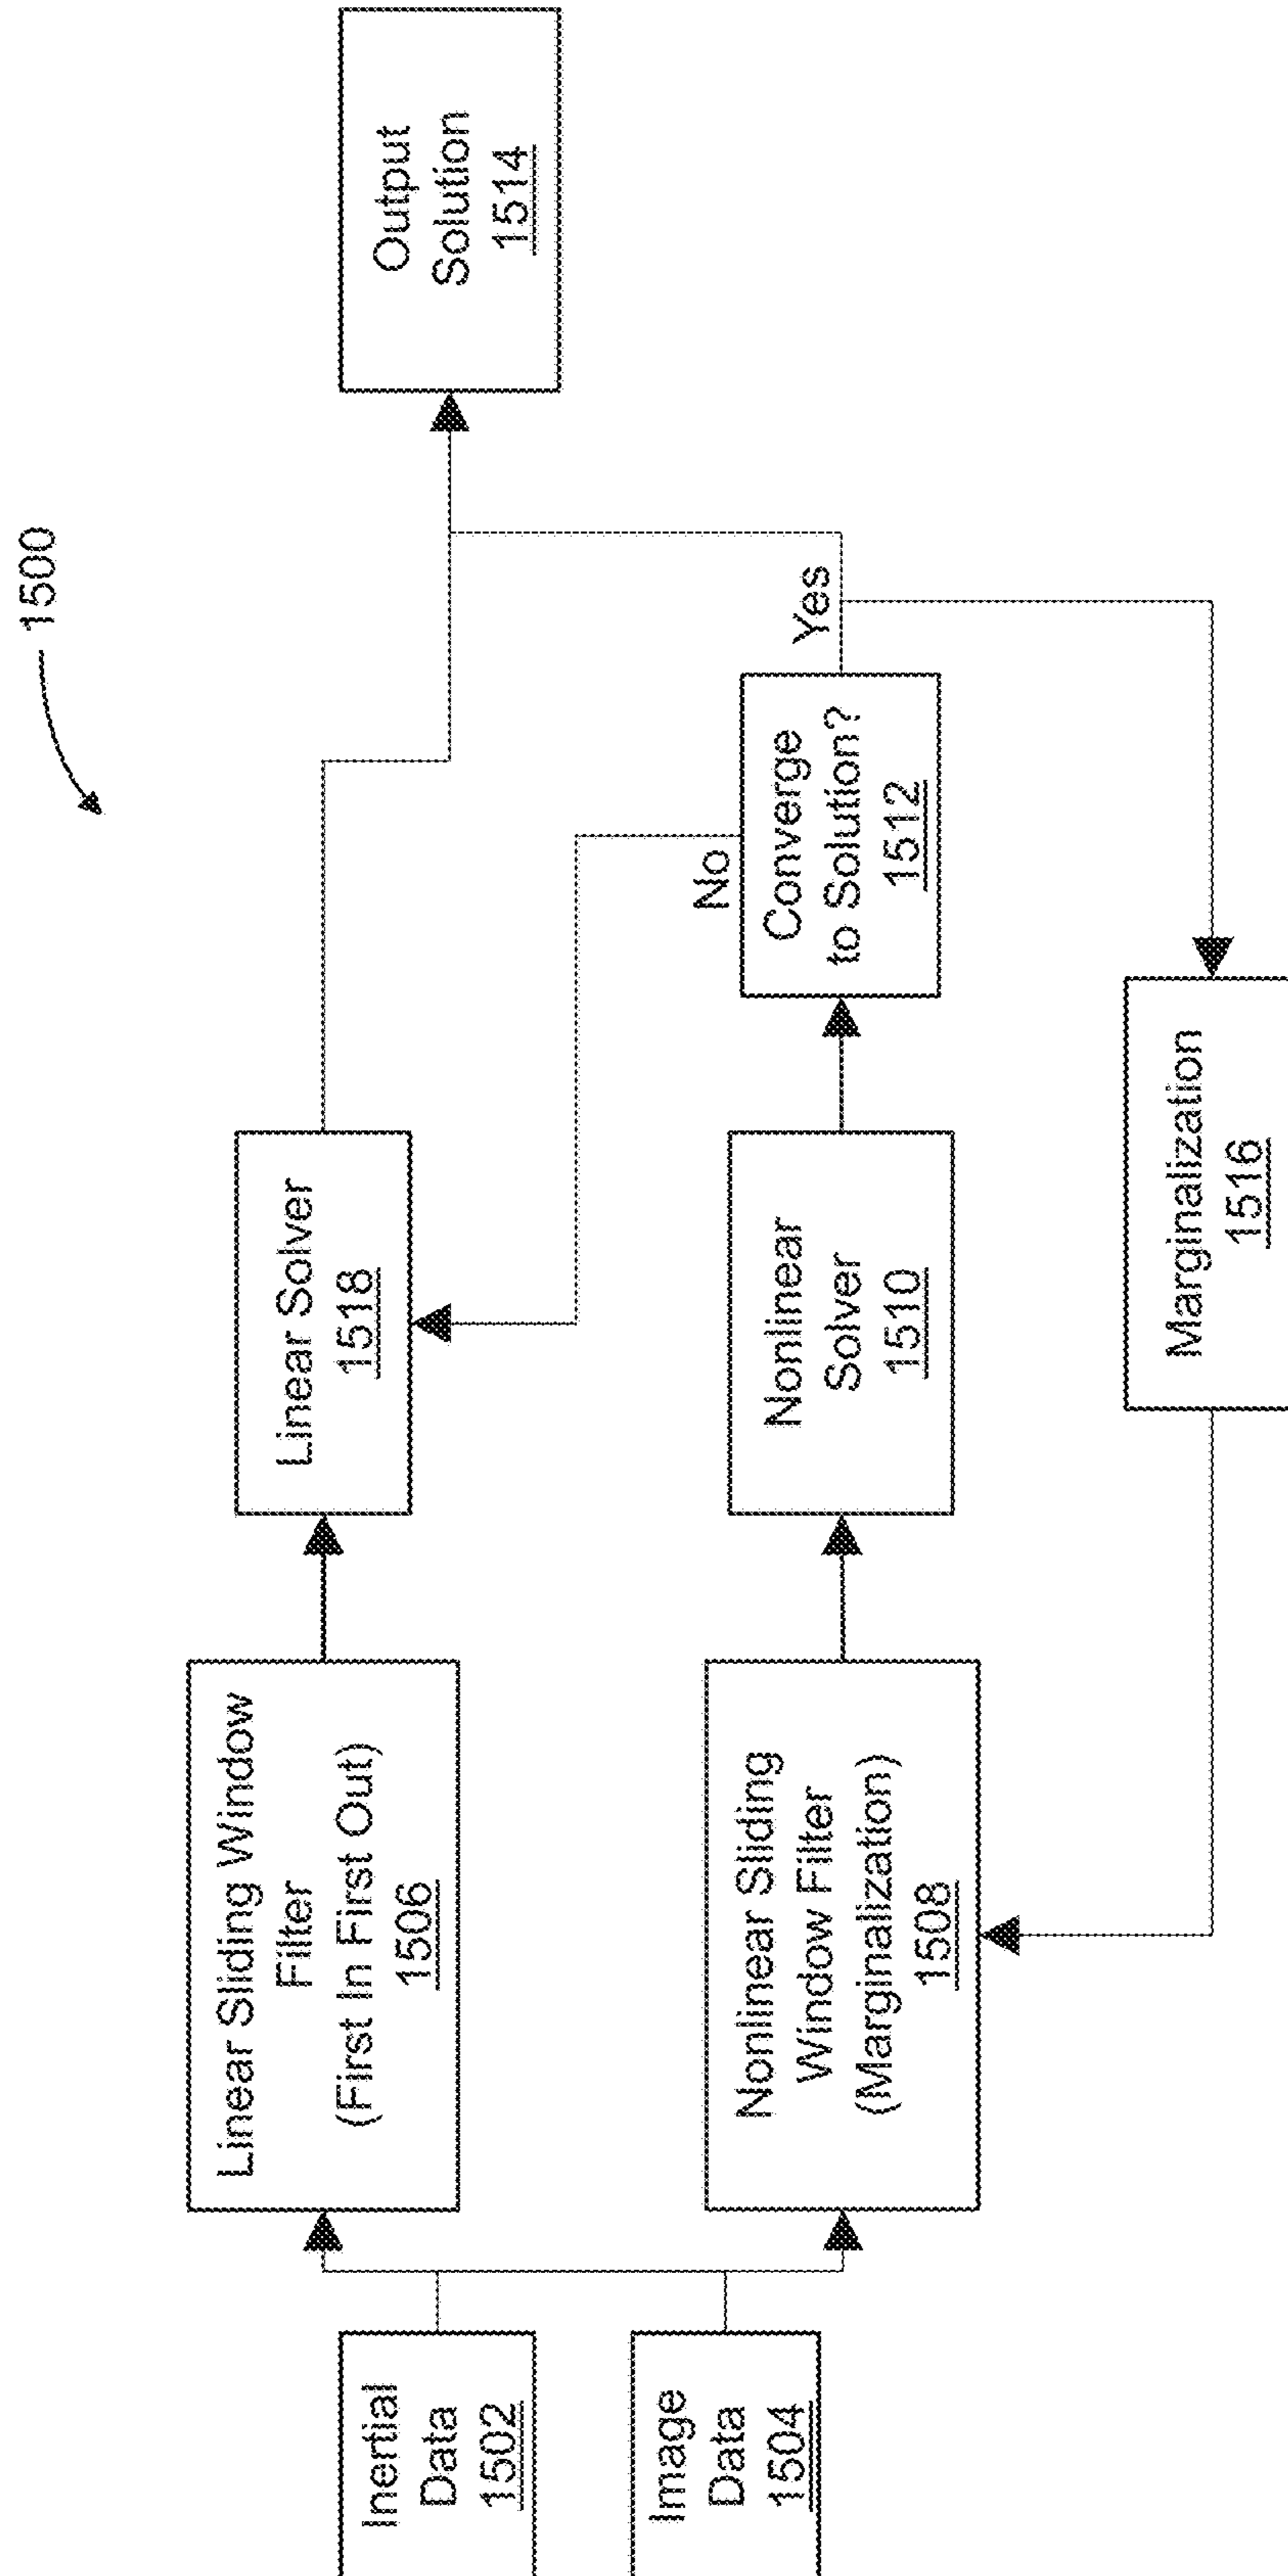 1500
Inertial
Data
1502
Image
Data
1504
Linear Sliding Window
Filter
(First In First Out)
1506
Nonlinear Sliding
Window Filter
(Marginalization)
1508
Linear Solver
1518
Nonlinear
Solver
1510
No
Converge
to Solution?
1512
Yes
Output
Solution
1514
Marginalization
1516